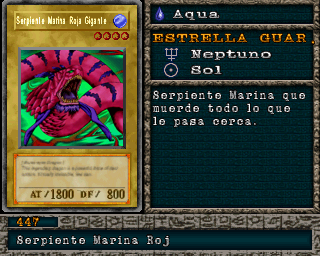 Serpiente Marina Roja Gigante
AT/1800 DF/ 800
Aqua
ESTRELLA GUAR.
Neptuno
Sol
Serpiente Marina que
muerde todo lo que
le pasa cerca.
447
Serpiente Marina Roj